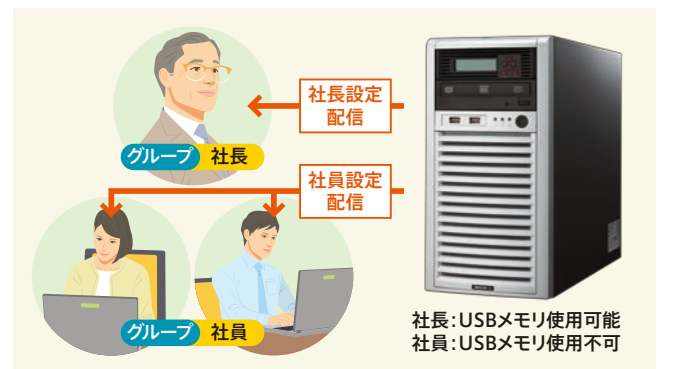 社長設定
配信
グループ 社長
社員設定
配信
グループ 社員
社長:USBメモリ使用可能
社員:USBメモリ使用不可